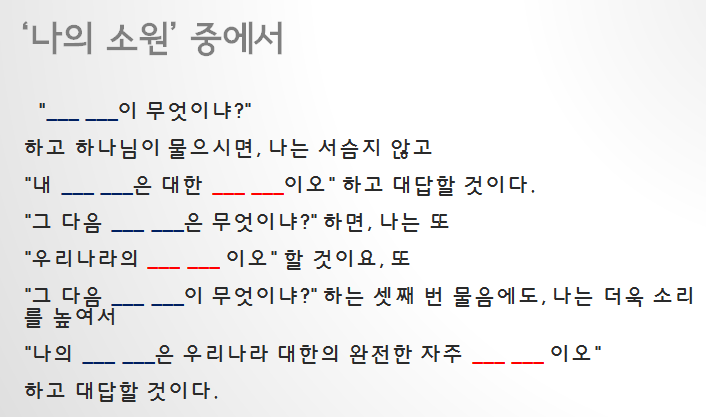 ‘나의 소원’ 중에서
"___ ___이 무엇이냐?"
하고 하나님이 물으시면, 나는 서슴지 않고
"내 ___ ___은 대한 ___ ___이오" 하고 대답할 것이다.
"그 다음 ___ ___은 무엇이냐?" 하면, 나는 또
"우리나라의 ___ ___ 이오" 할 것이요, 또
"그 다음 ___ ___이 무엇이냐?" 하는 셋째 번 물음에도, 나는 더욱 소리
를 높여서
"나의 ___ ___은 우리나라 대한의 완전한 자주 ___ ___ 이오"
하고 대답할 것이다.